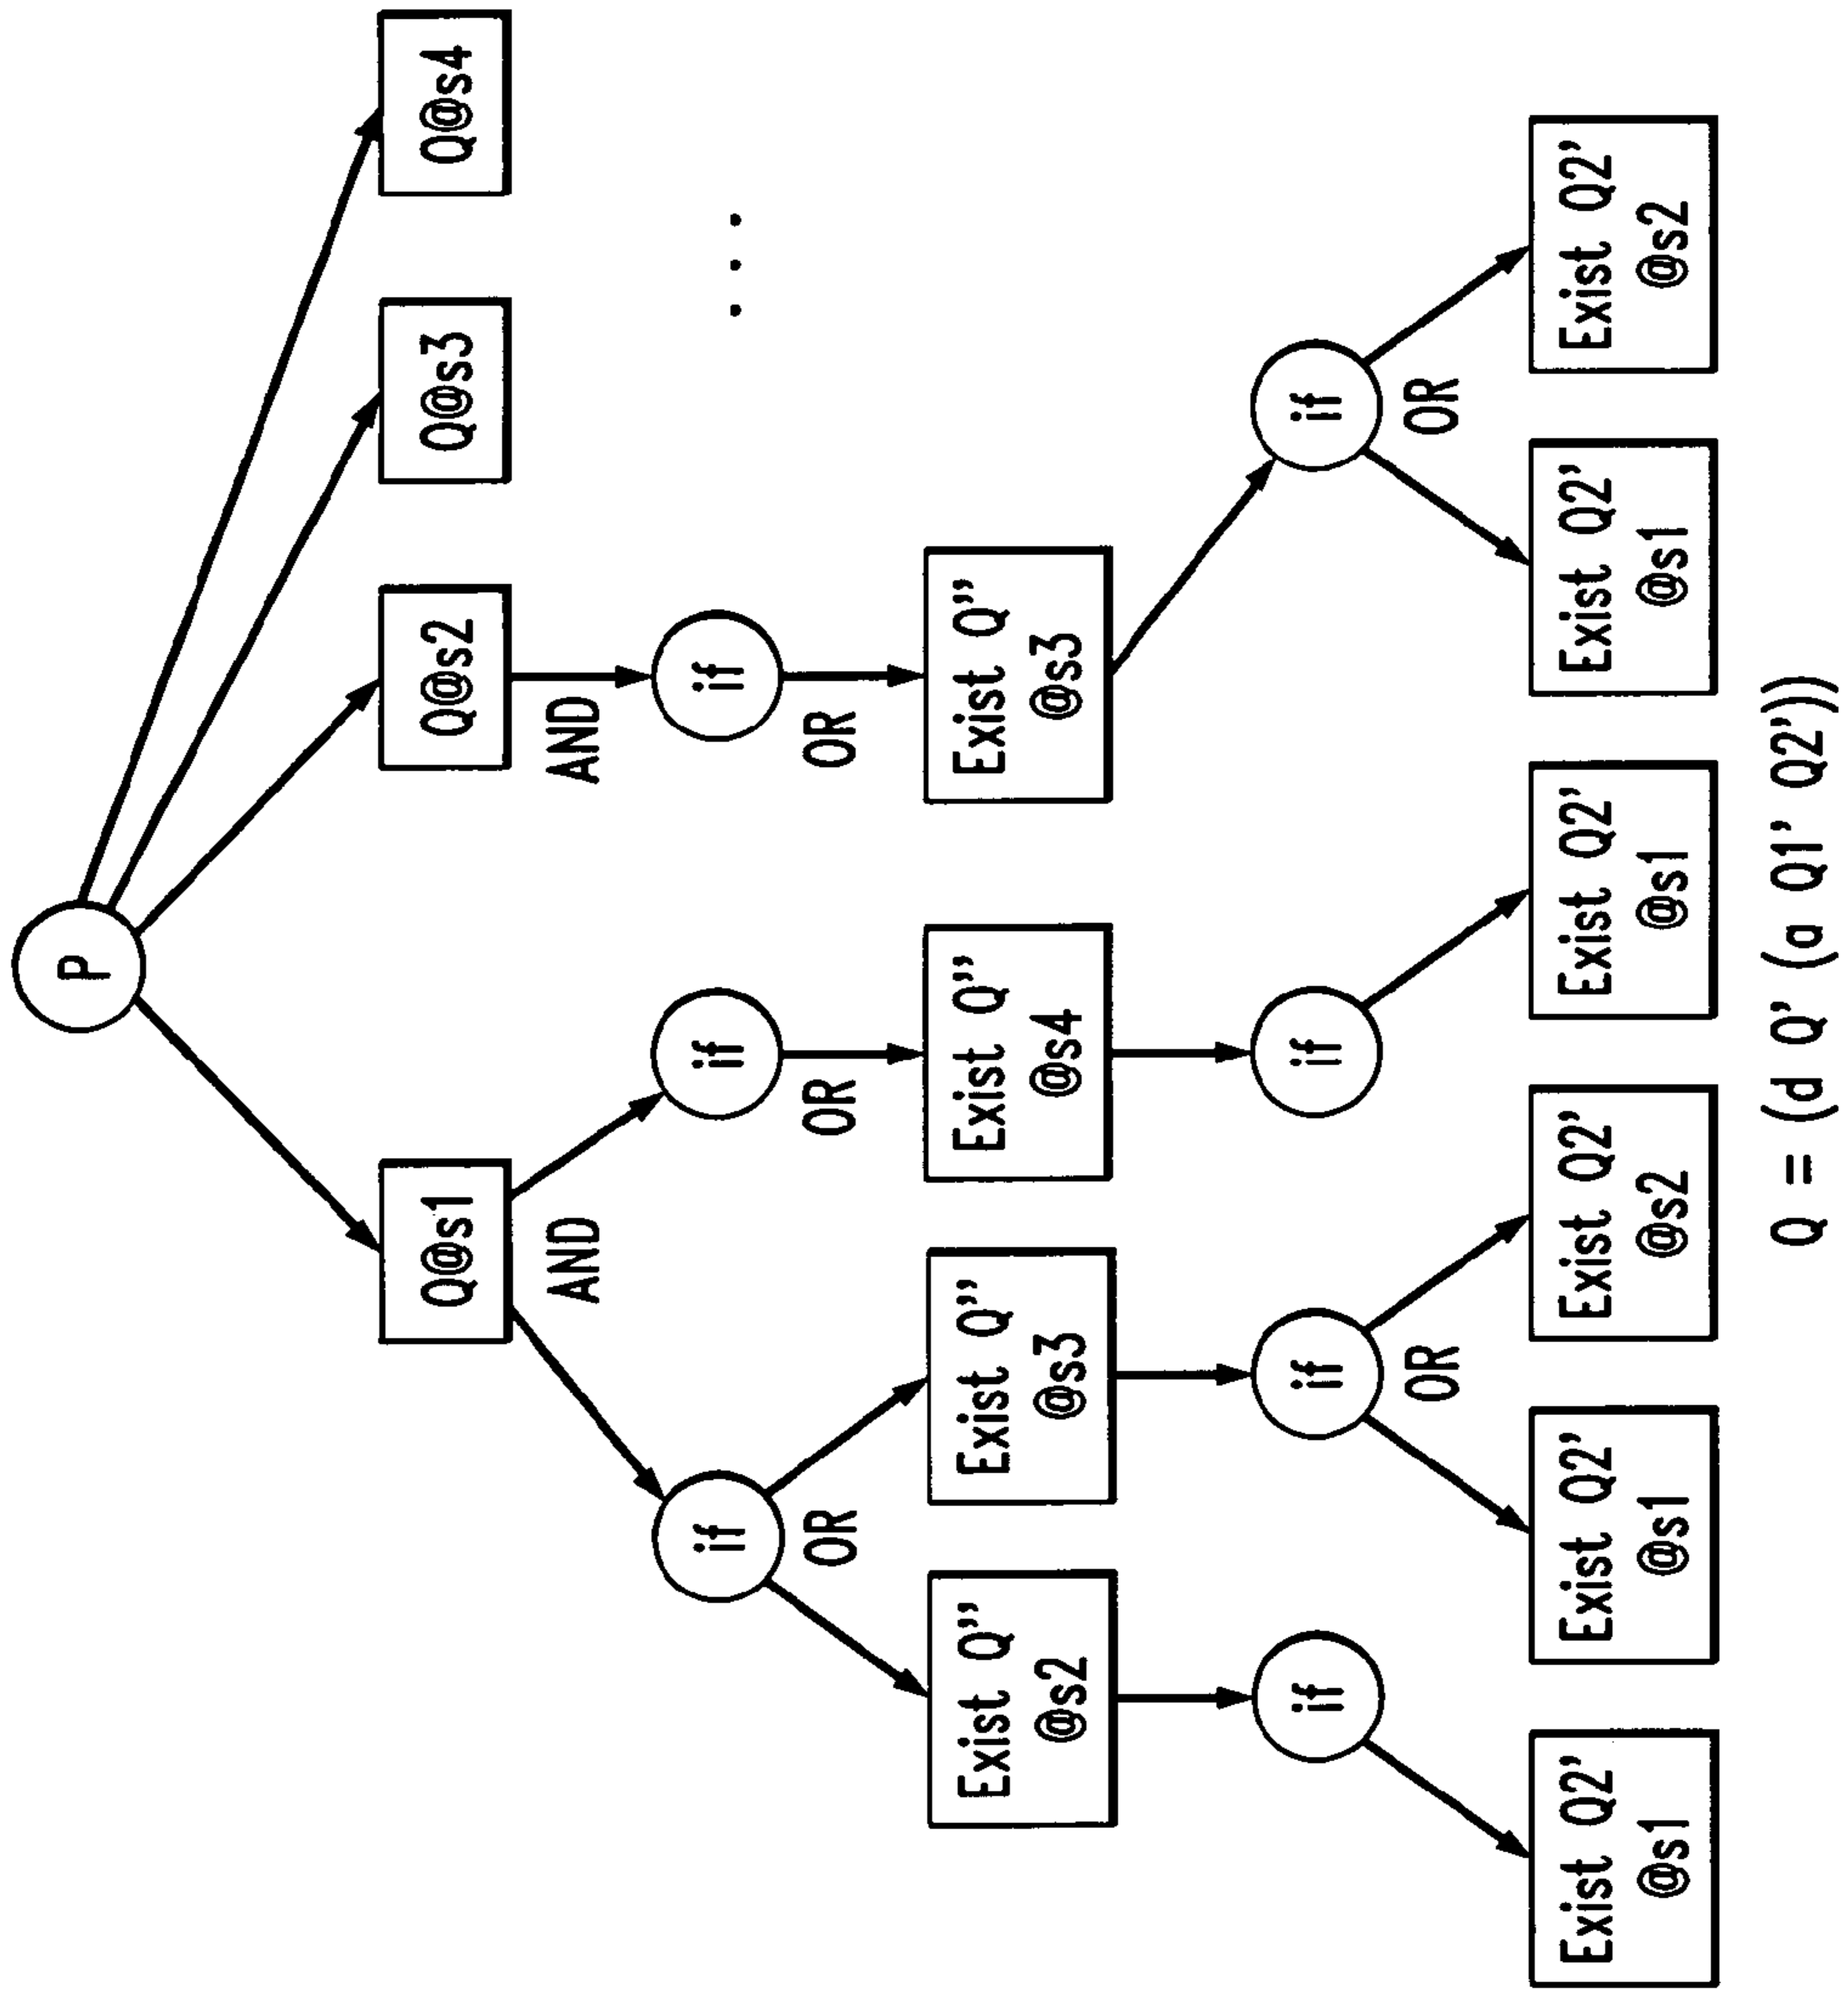 P
Q@s1
Q@s2
Q@s3
Q@s4
AND
AND
if
if
if
. . .
OR
OR
OR
Exist Q"
@s2
Exist Q"
@s3
Exist Q"
@s4
Exist Q"
@s3
if
if
if
if
OR
OR
Exist Q2'
@s1
Exist Q2'
@s1
Exist Q2'
@s2
Exist Q2'
@s1
Exist Q2'
@s1
Exist Q2'
@s2
Q = (d Q' (a Q1' Q2'))